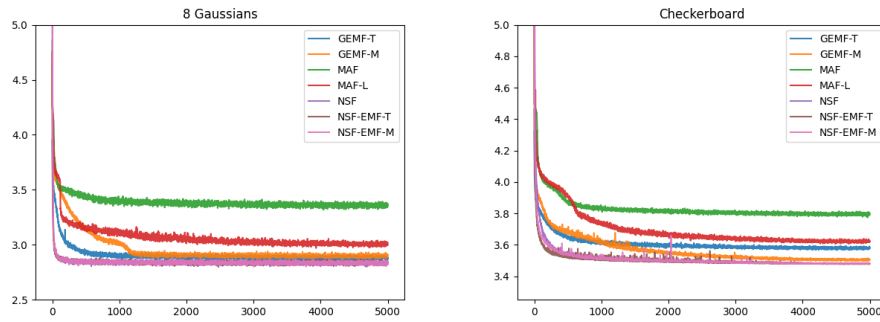 8 Gaussians
5.0
4.5
4.0
3.5
3.0
2.5
0
1000
2000
3000
4000
5000
GEMF-T
GEMF-M
MAF
MAF-L
NSF
NSF-EMF-T
NSF-EMF-M
Checkerboard
5.0
4.8
4.6
4.4
4.2
4.0
3.8
3.6
3.4
0
1000
2000
3000
4000
5000
GEMF-T
GEMF-M
MAF
MAF-L
NSF
NSF-EMF-T
NSF-EMF-M